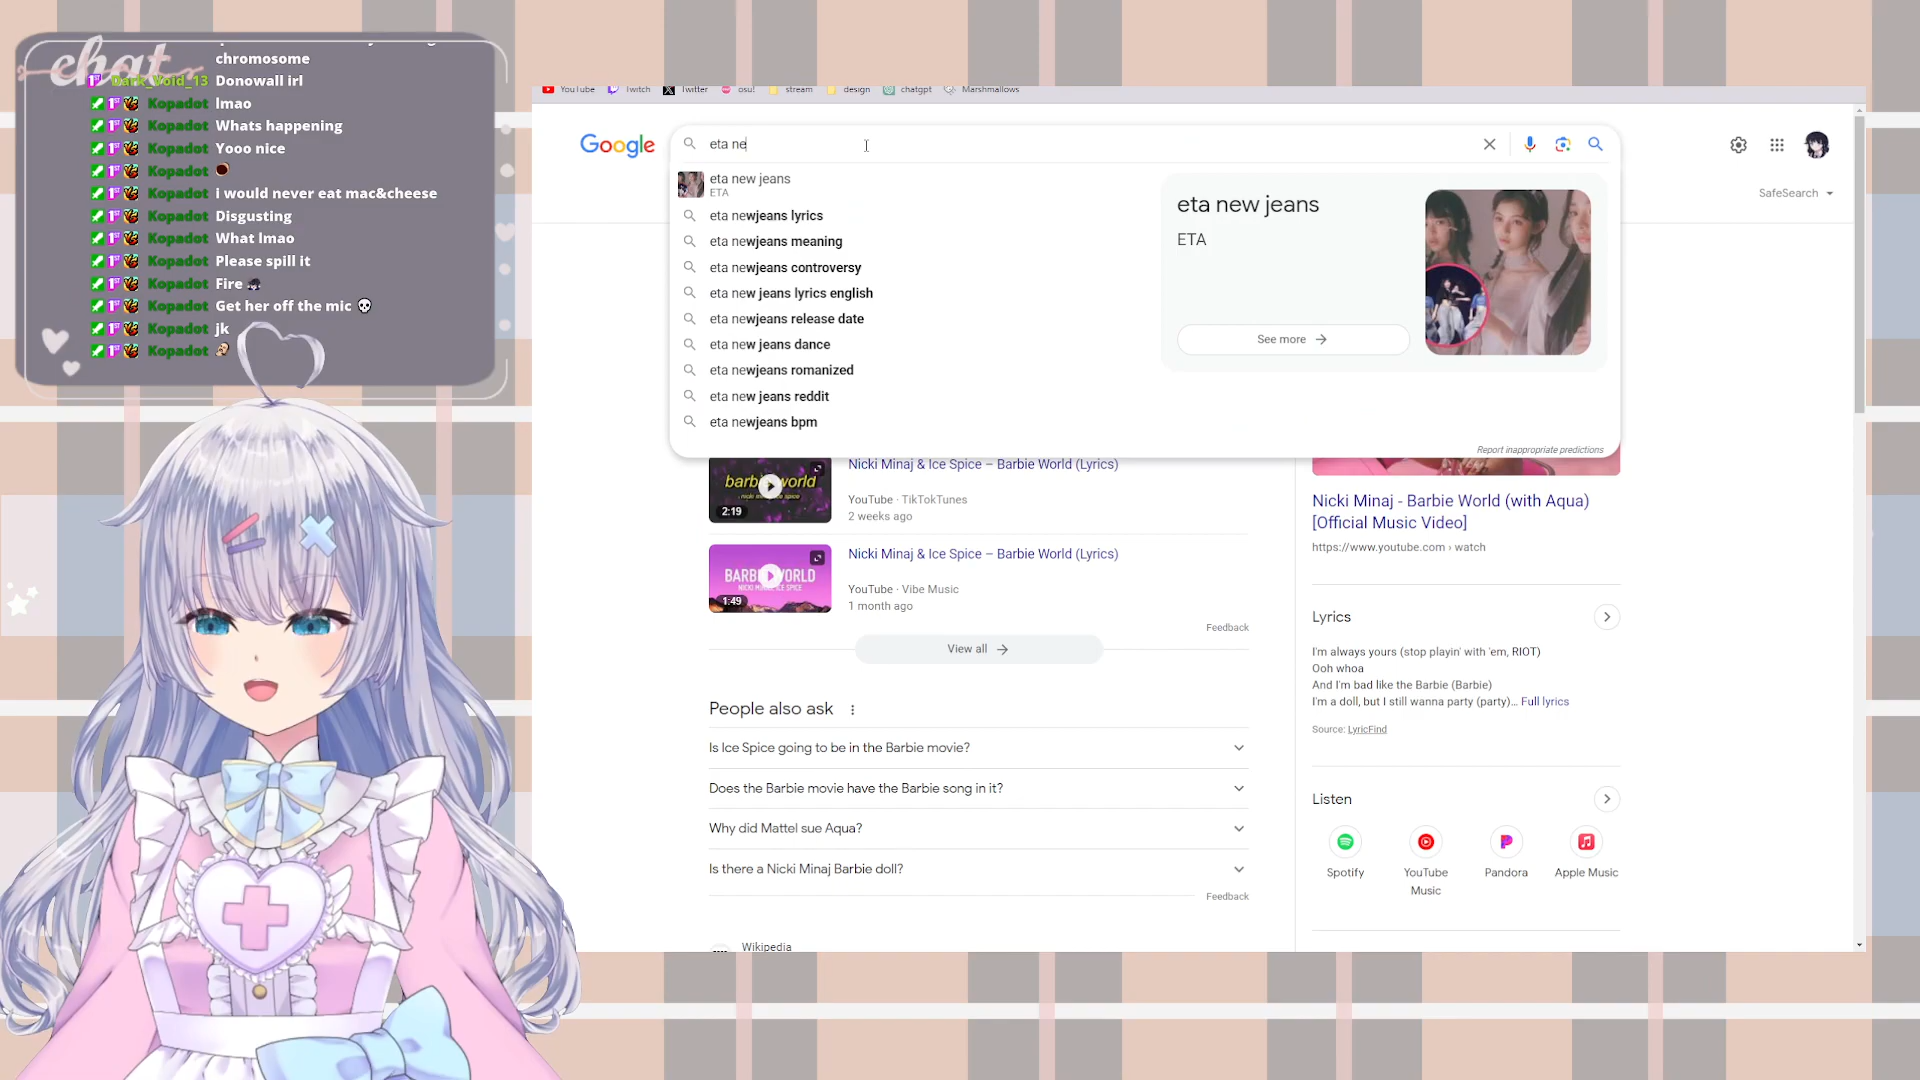 chat
chromosome
Dark_Void_13 Donowall irl
Kopadot lmao
Kopadot Whats happening
Kopadot Yooo nice
Kopadot
Kopadot i would never eat mac&cheese
Kopadot Disgusting
Kopadot What lmao
Kopadot Please spill it
Kopadot Fire
Kopadot Get her off the mic 💀
Kopadot jk
Kopadot
YouTube Twitch Twitter osu! stream design chatgpt Marshmallows
Google
eta ne
SafeSearch
eta new jeans
ETA
eta newjeans lyrics
eta newjeans meaning
eta newjeans controversy
eta new jeans lyrics english
eta newjeans release date
eta new jeans dance
eta newjeans romanized
eta new jeans reddit
eta newjeans bpm
eta new jeans
ETA
See more
Report inappropriate predictions
barbie world
2:19
Nicki Minaj & Ice Spice – Barbie World (Lyrics)
YouTube · TikTokTunes
2 weeks ago
BARBIE WORLD
1:49
Nicki Minaj & Ice Spice – Barbie World (Lyrics)
YouTube · Vibe Music
1 month ago
Feedback
View all
People also ask
Is Ice Spice going to be in the Barbie movie?
Does the Barbie movie have the Barbie song in it?
Why did Mattel sue Aqua?
Is there a Nicki Minaj Barbie doll?
Feedback
Wikipedia
Nicki Minaj - Barbie World (with Aqua)
[Official Music Video]
https://www.youtube.com › watch
Lyrics
I'm always yours (stop playin' with 'em, RIOT)
Ooh whoa
And I'm bad like the Barbie (Barbie)
I'm a doll, but I still wanna party (party)... Full lyrics
Source: LyricFind
Listen
Spotify
YouTube Music
Pandora
Apple Music